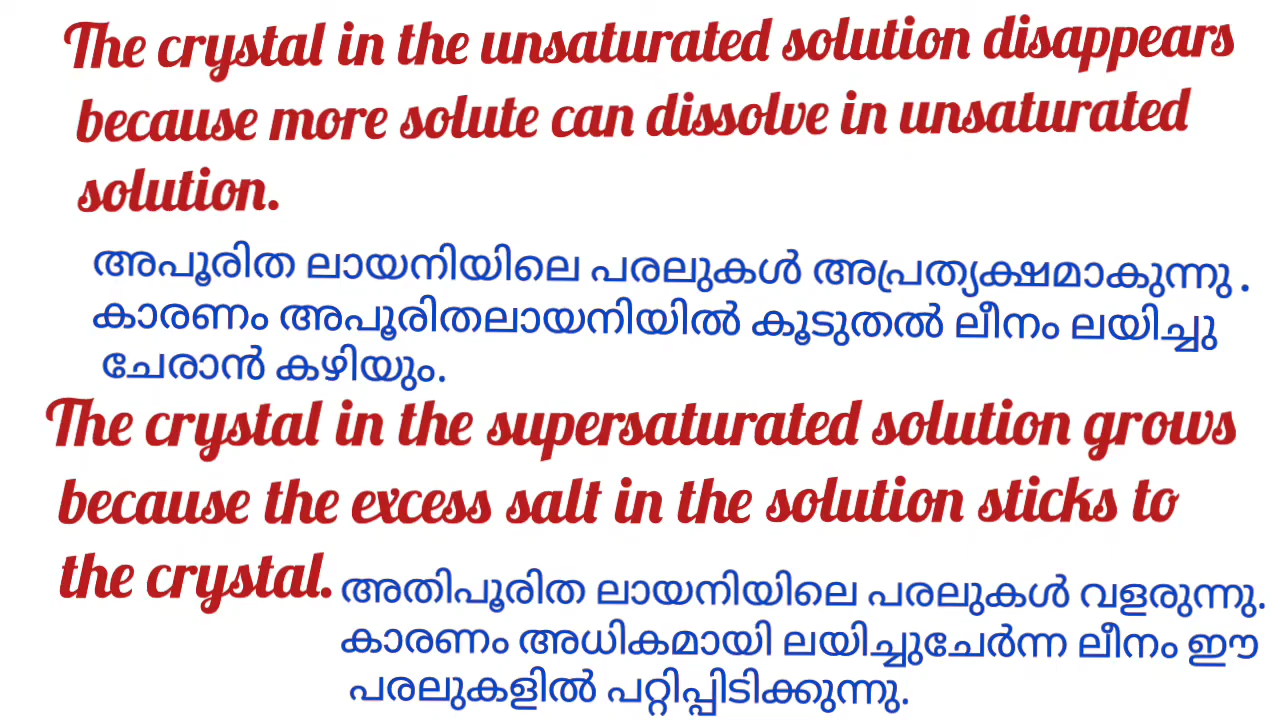 The crystal in the unsaturated solution disappears
because more solute can dissolve in unsaturated
solution.
അപൂരിത ലായനിയിലെ പരലുകൾ അപ്രത്യക്ഷമാകുന്നു .
കാരണം അപൂരിതലായനിയിൽ കൂടുതൽ ലീനം ലയിച്ചു
ചേരാൻ കഴിയും.
The crystal in the supersaturated solution grows
because the excess salt in the solution sticks to
the crystal.
അതിപൂരിത ലായനിയിലെ പരലുകൾ വളരുന്നു.
കാരണം അധികമായി ലയിച്ചുചേർന്ന ലീനം ഈ
പരലുകളിൽ പറ്റിപ്പിടിക്കുന്നു.